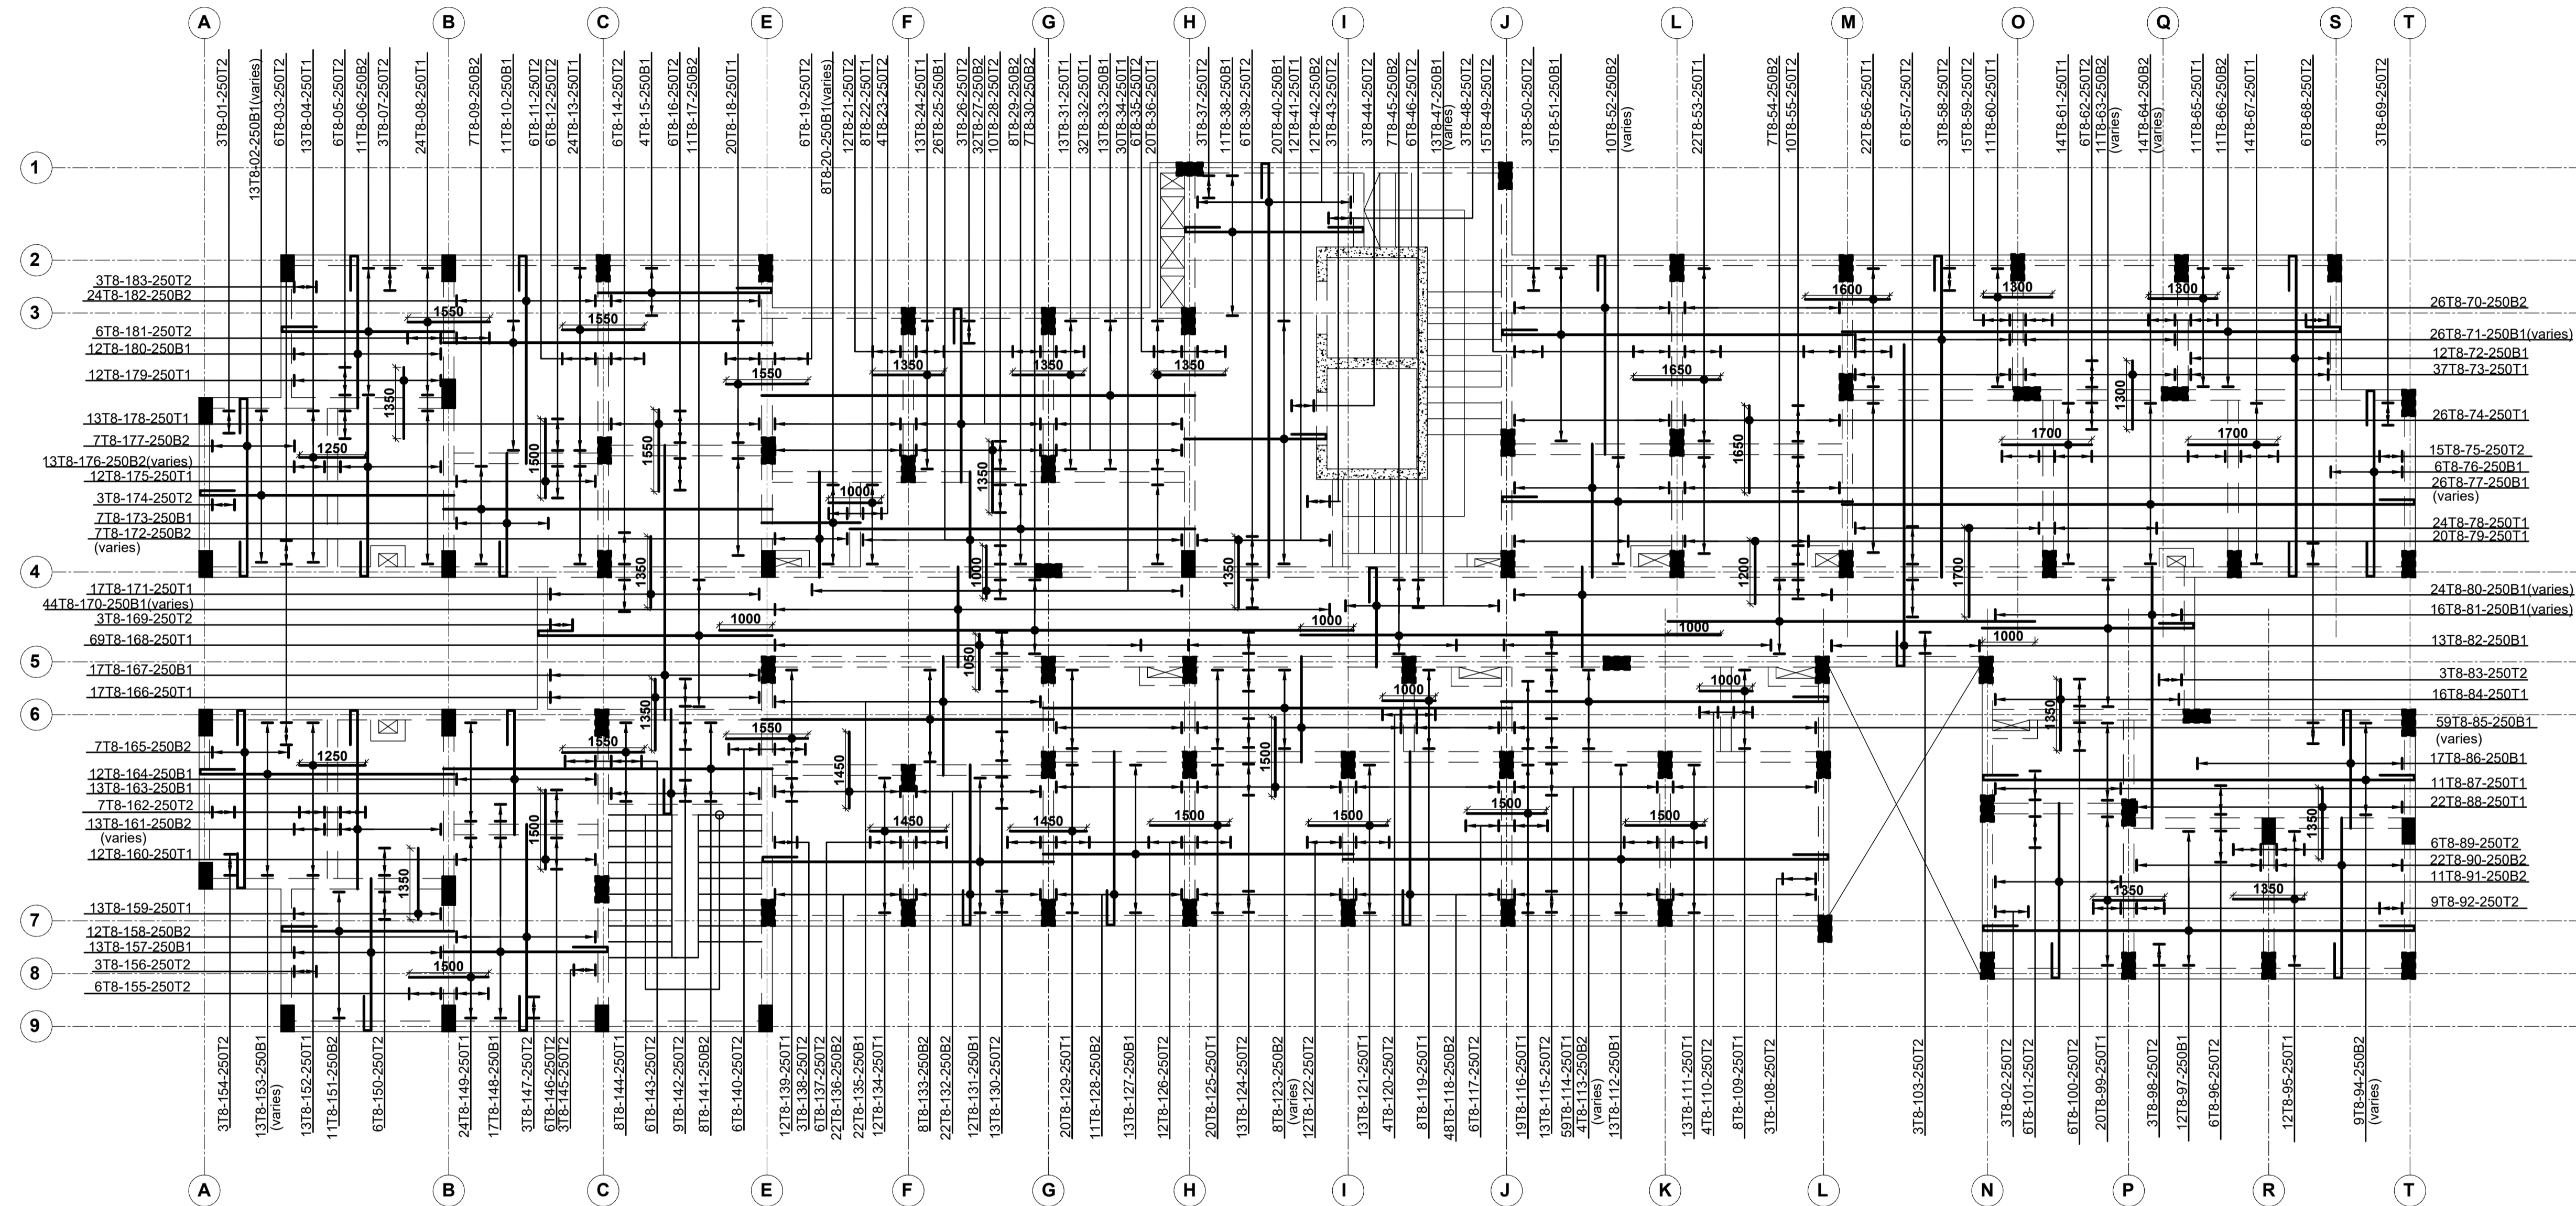 A
B
C
E
F
G
H
I
J
L
M
O
Q
S
T
3T8-01-250T2
13T8-02-250B1(varies)
6T8-03-250T2
13T8-04-250T1
6T8-05-250T2
11T8-06-250B2
3T8-07-250T2
24T8-08-250T1
7T8-09-250B2
11T8-10-250B1
6T8-11-250T2
6T8-12-250T2
24T8-13-250T1
6T8-14-250T2
4T8-15-250B1
6T8-16-250T2
11T8-17-250B2
20T8-18-250T1
6T8-19-250T2
8T8-20-250B1(varies)
12T8-21-250T2
8T8-22-250T1
4T8-23-250T2
13T8-24-250T1
26T8-25-250B1
3T8-26-250T2
32T8-27-250B2
10T8-28-250T2
8T8-29-250B2
7T8-30-250B2
13T8-31-250T1
32T8-32-250T1
13T8-33-250B1
30T8-34-250T1
6T8-35-250T2
20T8-36-250T1
3T8-37-250T2
11T8-38-250B1
6T8-39-250T2
20T8-40-250B1
12T8-41-250T1
12T8-42-250B2
3T8-43-250T2
3T8-44-250T2
7T8-45-250B2
6T8-46-250T2
13T8-47-250B1
(varies)
3T8-48-250T2
15T8-49-250T2
3T8-50-250T2
15T8-51-250B1
10T8-52-250B2
(varies)
22T8-53-250T1
7T8-54-250B2
10T8-55-250T2
22T8-56-250T1
6T8-57-250T2
3T8-58-250T2
15T8-59-250T2
11T8-60-250T1
14T8-61-250T1
6T8-62-250T2
11T8-63-250B2
(varies)
14T8-64-250B2
(varies)
11T8-65-250T1
11T8-66-250B2
14T8-67-250T1
6T8-68-250T2
3T8-69-250T2
1
2
3T8-183-250T2
24T8-182-250B2
1600
1300
1300
26T8-70-250B2
3
1550
1550
6T8-181-250T2
26T8-71-250B1(varies)
12T8-180-250B1
12T8-72-250B1
12T8-179-250T1
1350
1550
1350
1350
1350
1650
1300
37T8-73-250T1
13T8-178-250T1
26T8-74-250T1
7T8-177-250B2
1250
1500
1550
1350
1650
1700
1700
15T8-75-250T2
13T8-176-250B2(varies)
6T8-76-250B1
12T8-175-250T1
26T8-77-250B1
(varies)
3T8-174-250T2
1000
7T8-173-250B1
24T8-78-250T1
7T8-172-250B2
(varies)
20T8-79-250T1
4
1350
1000
1350
1200
1700
17T8-171-250T1
24T8-80-250B1(varies)
44T8-170-250B1(varies)
16T8-81-250B1(varies)
3T8-169-250T2
1000
1000
1000
1000
69T8-168-250T1
13T8-82-250B1
5
1050
17T8-167-250B1
3T8-83-250T2
17T8-166-250T1
1350
1000
1000
1350
16T8-84-250T1
6
59T8-85-250B1
(varies)
7T8-165-250B2
1250
1550
1550
1450
1500
17T8-86-250B1
12T8-164-250B1
11T8-87-250T1
13T8-163-250B1
22T8-88-250T1
7T8-162-250T2
1500
1500
1350
13T8-161-250B2
(varies)
1450
1450
1500
1500
1500
6T8-89-250T2
12T8-160-250T1
22T8-90-250B2
1350
11T8-91-250B2
13T8-159-250T1
1350
1350
9T8-92-250T2
7
12T8-158-250B2
13T8-157-250B1
3T8-156-250T2
8
1500
6T8-155-250T2
9
3T8-154-250T2
13T8-153-250B1
(varies)
13T8-152-250T1
11T8-151-250B2
6T8-150-250T2
24T8-149-250T1
17T8-148-250B1
3T8-147-250T2
6T8-146-250T2
3T8-145-250T2
8T8-144-250T1
6T8-143-250T2
9T8-142-250T2
8T8-141-250B2
6T8-140-250T2
12T8-139-250T1
3T8-138-250T2
6T8-137-250T2
22T8-136-250B2
22T8-135-250B1
12T8-134-250T1
8T8-133-250B2
22T8-132-250B2
12T8-131-250B1
13T8-130-250T2
20T8-129-250T1
11T8-128-250B2
13T8-127-250B1
12T8-126-250T2
20T8-125-250T1
13T8-124-250T2
8T8-123-250B2
(varies)
12T8-122-250T2
13T8-121-250T1
4T8-120-250T2
8T8-119-250T1
48T8-118-250B2
6T8-117-250T2
19T8-116-250T1
13T8-115-250T2
59T8-114-250T1
4T8-113-250B2
(varies)
13T8-112-250B1
13T8-111-250T1
4T8-110-250T2
8T8-109-250T1
3T8-108-250T2
3T8-103-250T2
3T8-02-250T2
6T8-101-250T2
6T8-100-250T2
20T8-99-250T1
3T8-98-250T2
12T8-97-250B1
6T8-96-250T2
12T8-95-250T1
9T8-94-250B2
(varies)
A
B
C
E
F
G
H
I
J
K
L
N
P
R
T